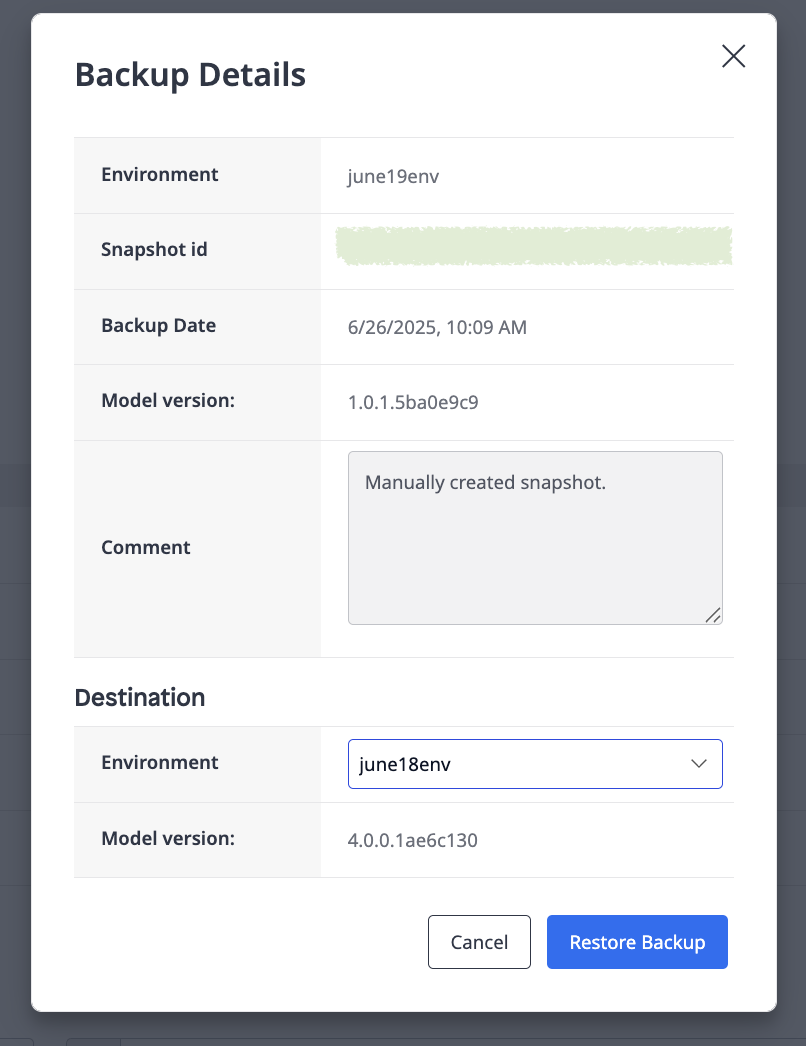 Backup Details
Environment june19env
Snapshot id
Backup Date 6/26/2025, 10:09 AM
Model version: 1.0.1.5ba0e9c9
Comment Manually created snapshot.
Destination
Environment june18env
Model version: 4.0.0.1ae6c130
Cancel Restore Backup